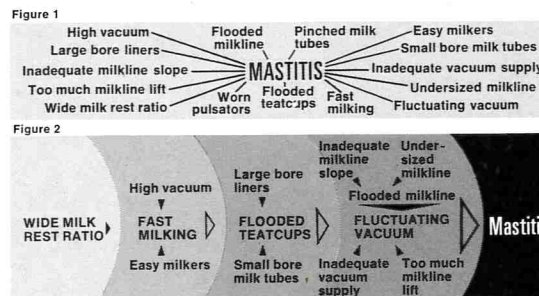 Figure 1
High vacuum
Large bore liners
Inadequate milkline slope
Too much milkline lift
Wide milk rest ratio
Flooded
milkline
Pinched milk
tubes
MASTITIS
Worn
pulsators
Flooded
teatcups
Fast
milking
Easy milkers
Small bore milk tubes
Inadequate vacuum supply
Undersized milkline
Fluctuating vacuum
Figure 2
WIDE MILK
REST RATIO
High vacuum
FAST
MILKING
Easy milkers
Large bore
liners
FLOODED
TEATCUPS
Small bore
milk tubes
Inadequate
milkline
slope
Under-
sized
milkline
Flooded milkline
FLUCTUATING
VACUUM
Inadequate
vacuum
supply
Too much
milkline
lift
Mastiti